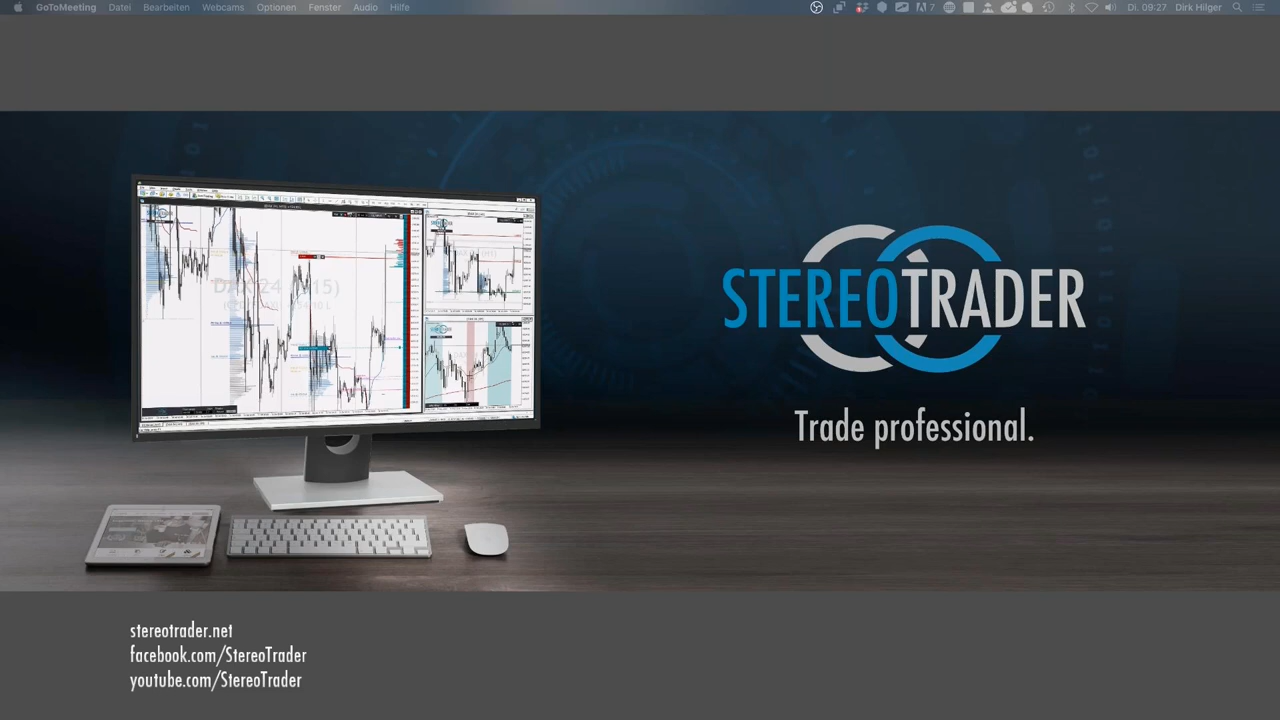 GoToMeeting Datei Bearbeiten Webcams Optionen Fenster Audio Hilfe 7 Di. 09:27 Dirk Hilger
STEREOTRADER
Trade professional.
stereotrader.net
facebook.com/StereoTrader
youtube.com/StereoTrader